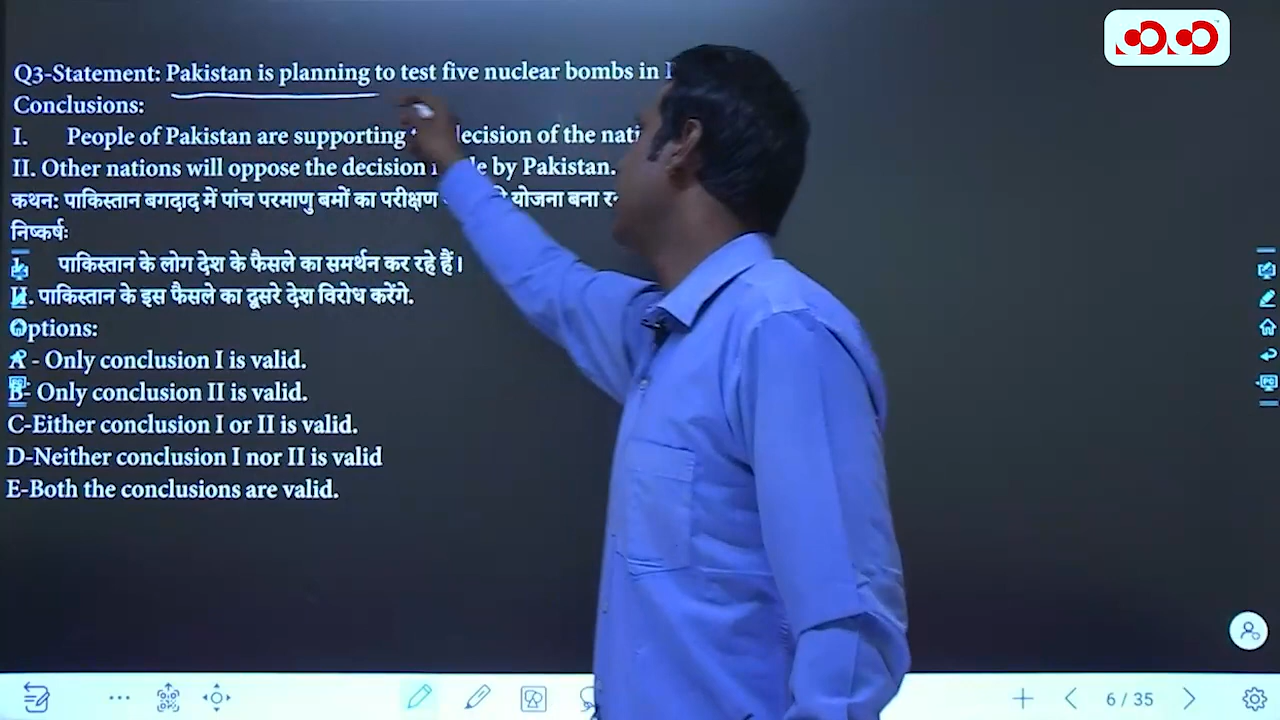 Q3-Statement: Pakistan is planning to test five nuclear bombs in
Conclusions:
I. People of Pakistan are supporting decision of the
II. Other nations will oppose the decision by Pakistan.
कथन: पाकिस्तान बगदाद में पांच परमाणु बमों का परीक्षण योजना बना
निष्कर्ष:
I. पाकिस्तान के लोग देश के फैसले का समर्थन कर रहे हैं।
II. पाकिस्तान के इस फैसले का दूसरे देश विरोध करेंगे.
Options:
A - Only conclusion I is valid.
B- Only conclusion II is valid.
C-Either conclusion I or II is valid.
D-Neither conclusion I nor II is valid
E-Both the conclusions are valid.
6 / 35